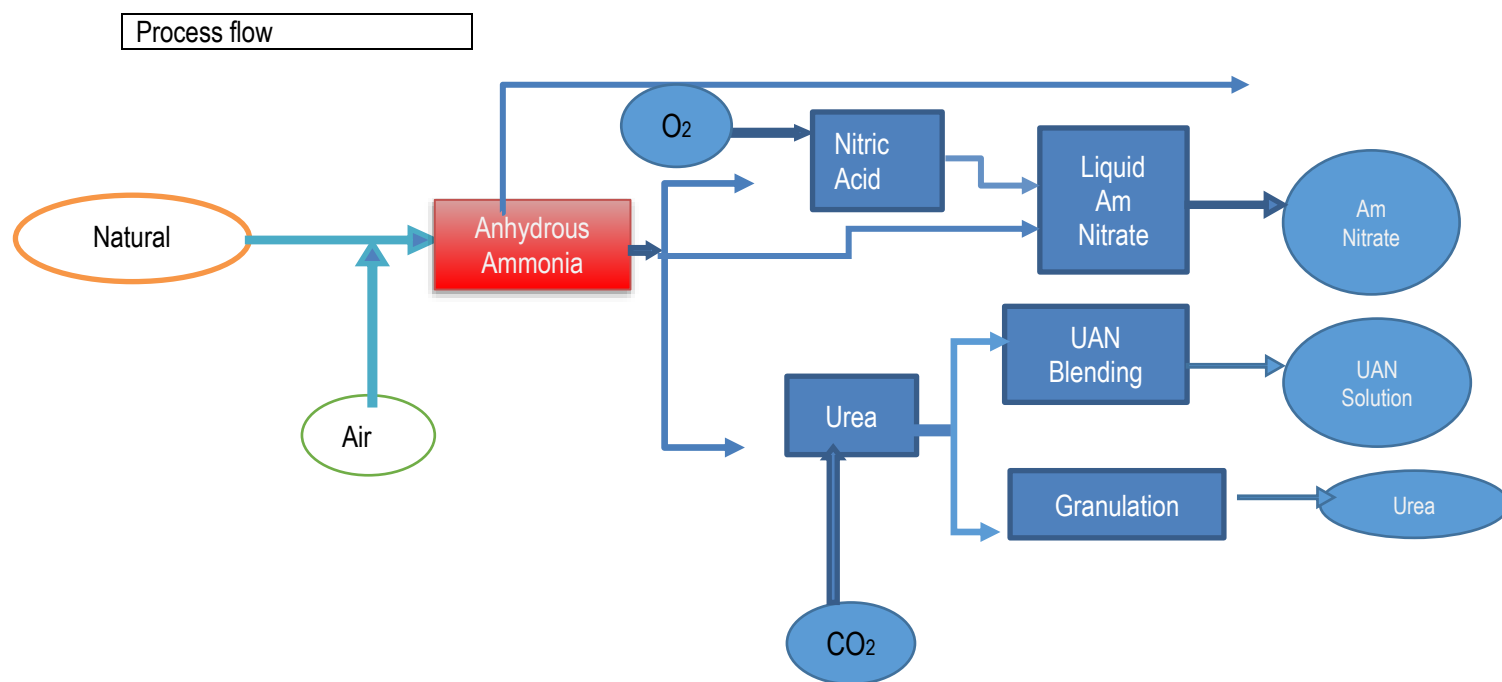 Process flow
O2
Nitric
Acid
Liquid
Am
Nitrate
Am
Nitrate
Natural
Anhydrous
Ammonia
Air
UAN
Blending
UAN
Solution
Urea
Granulation
Urea
CO2